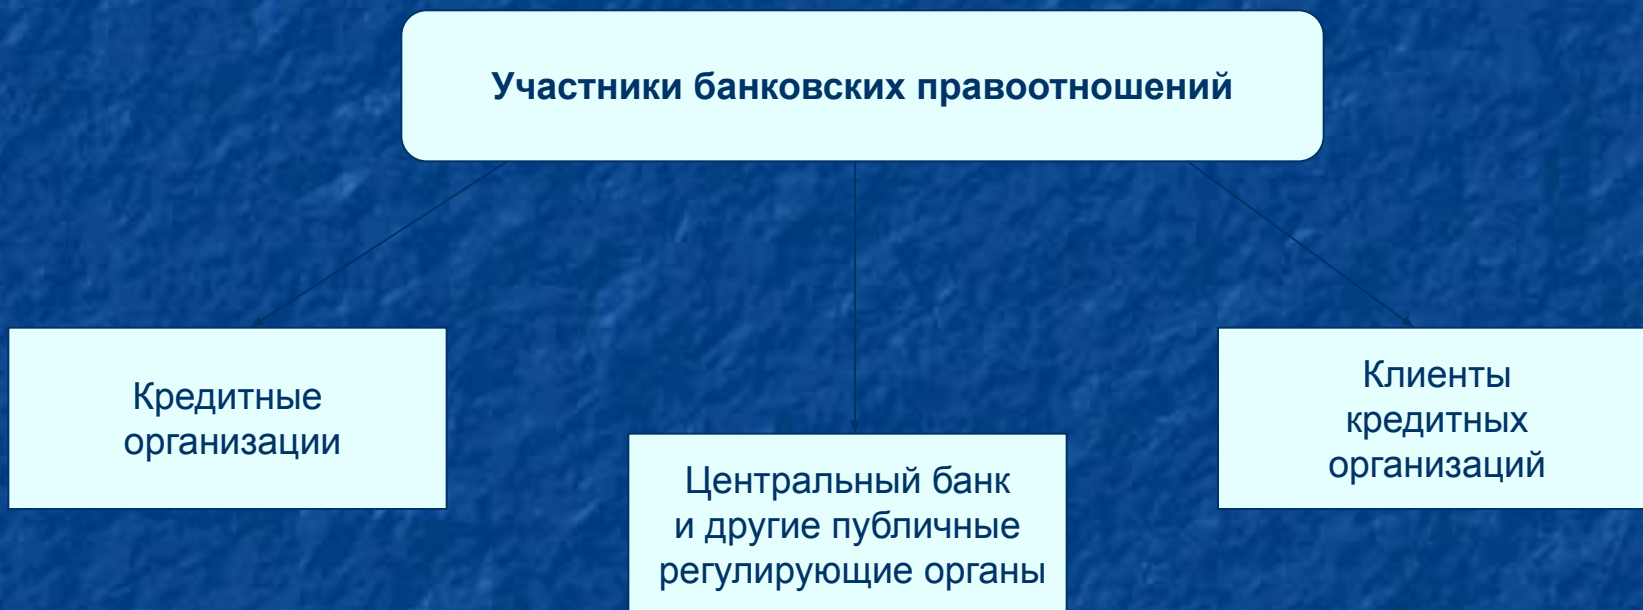 Участники банковских правоотношений
Кредитные
организации
Центральный банк
и другие публичные
регулирующие органы
Клиенты
кредитных
организаций